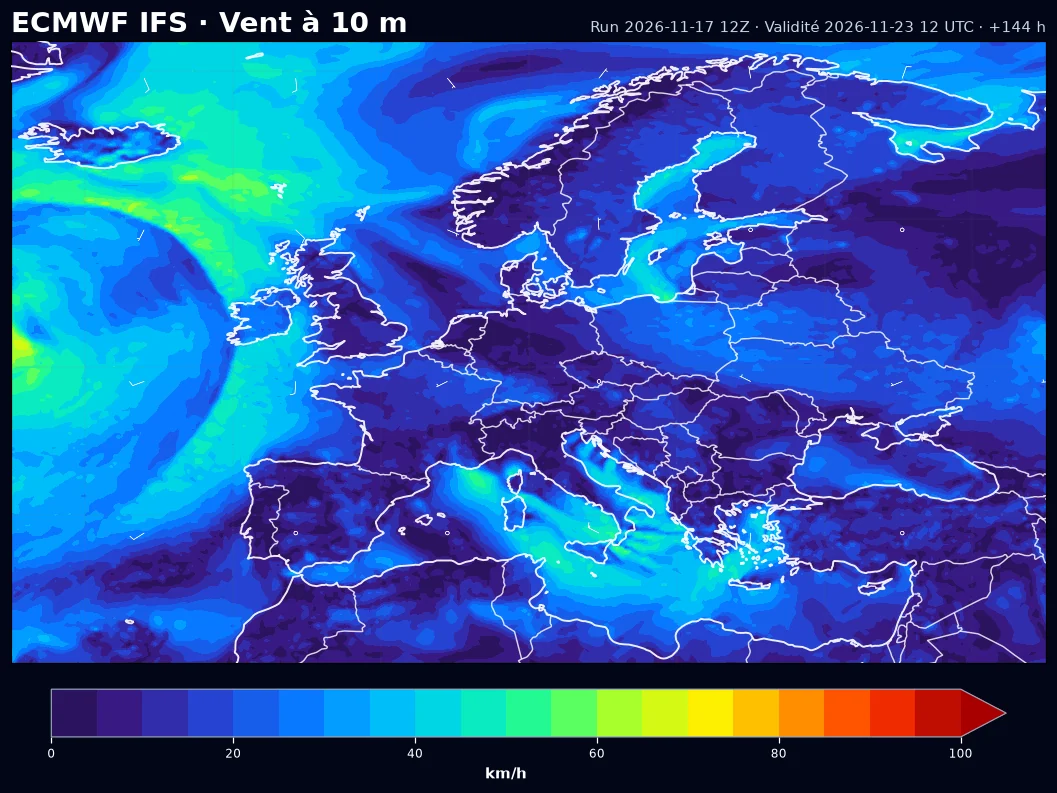 ECMWF IFS · Vent à 10 m
Run 2026-11-17 12Z · Validité 2026-11-23 12 UTC · +144 h
0 20 40 60 80 100
km/h